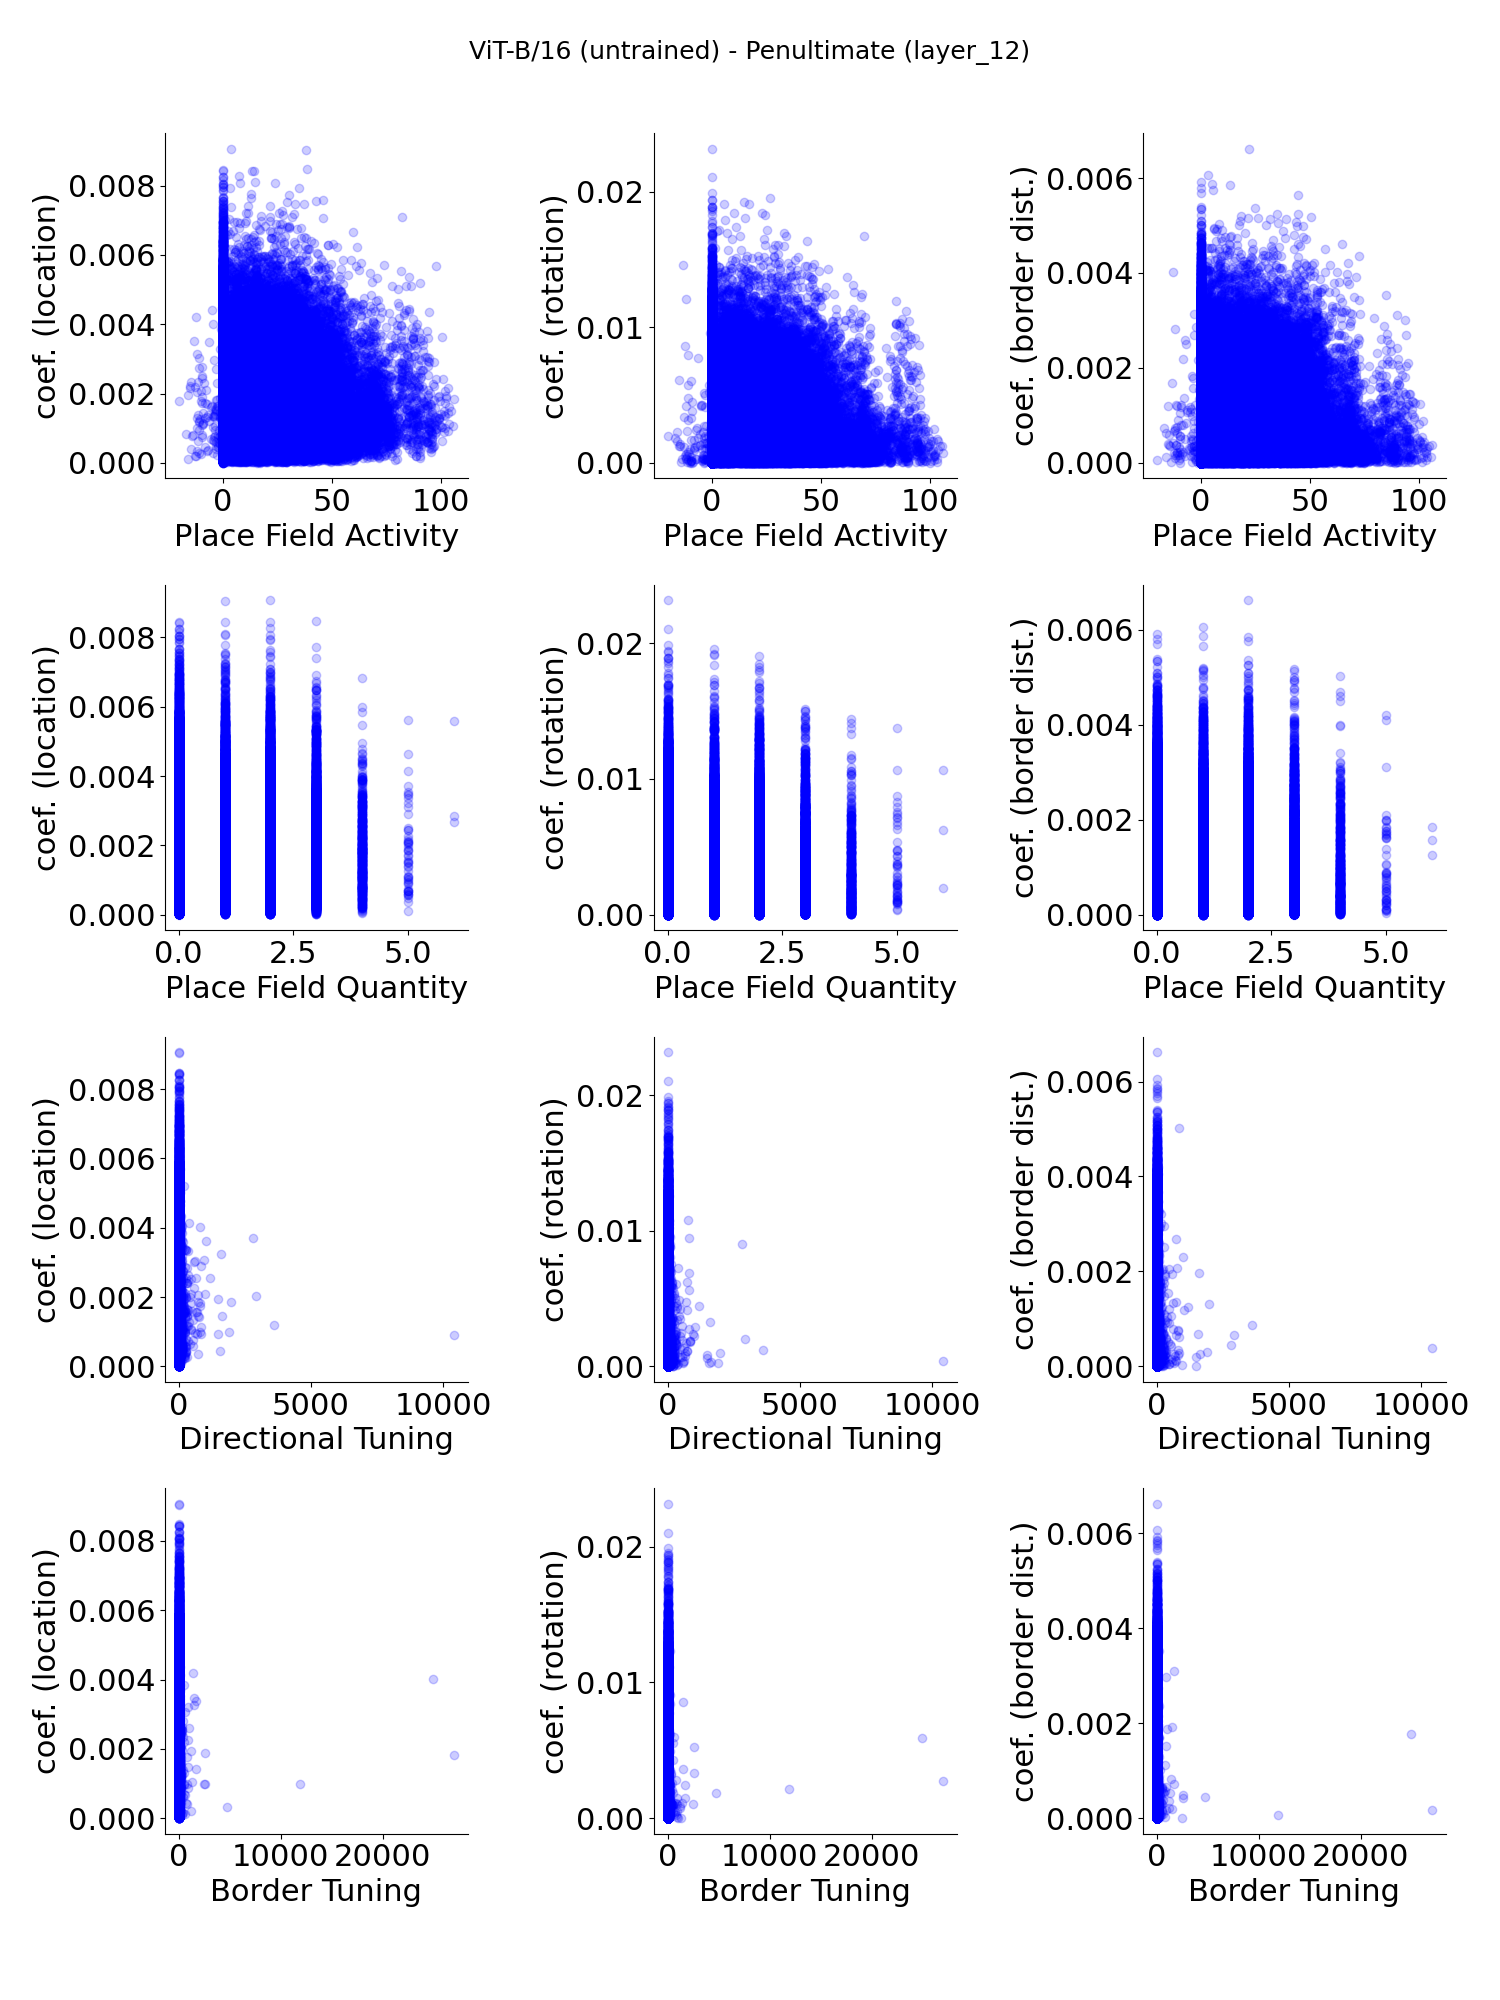 ViT-B/16 (untrained) - Penultimate (layer_12)
coef. (location)
0.008
0.006
0.004
0.002
0.000
0 50 100
Place Field Activity
coef. (rotation)
0.02
0.01
0.00
0 50 100
Place Field Activity
coef. (border dist.)
0.006
0.004
0.002
0.000
0 50 100
Place Field Activity
coef. (location)
0.008
0.006
0.004
0.002
0.000
0.0 2.5 5.0
Place Field Quantity
coef. (rotation)
0.02
0.01
0.00
0.0 2.5 5.0
Place Field Quantity
coef. (border dist.)
0.006
0.004
0.002
0.000
0.0 2.5 5.0
Place Field Quantity
coef. (location)
0.008
0.006
0.004
0.002
0.000
0 5000 10000
Directional Tuning
coef. (rotation)
0.02
0.01
0.00
0 5000 10000
Directional Tuning
coef. (border dist.)
0.006
0.004
0.002
0.000
0 5000 10000
Directional Tuning
coef. (location)
0.008
0.006
0.004
0.002
0.000
0 10000 20000
Border Tuning
coef. (rotation)
0.02
0.01
0.00
0 10000 20000
Border Tuning
coef. (border dist.)
0.006
0.004
0.002
0.000
0 10000 20000
Border Tuning